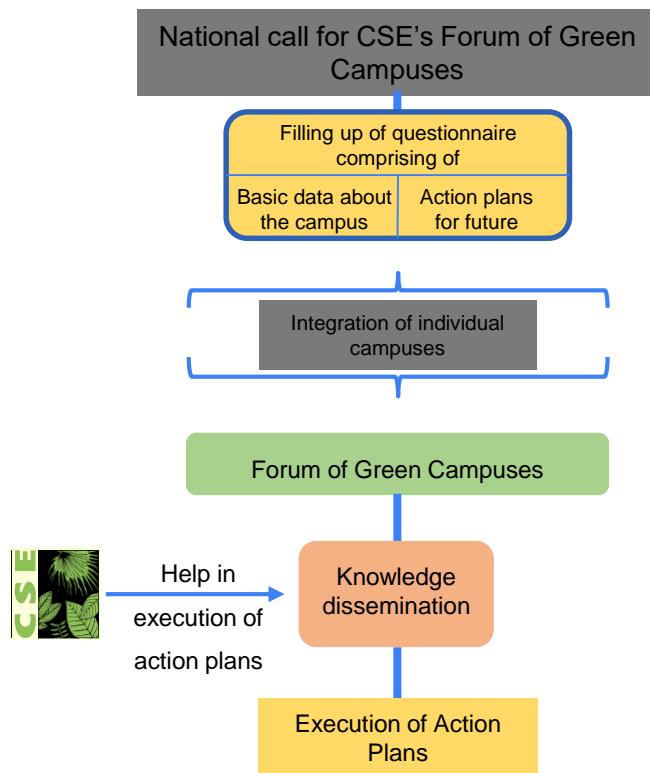 National call for CSE’s Forum of Green
Campuses
Filling up of questionnaire
comprising of
Basic data about
the campus
Action plans
for future
Integration of individual
campuses
Forum of Green Campuses
CSE
Help in
execution of
action plans
Knowledge
dissemination
Execution of Action
Plans